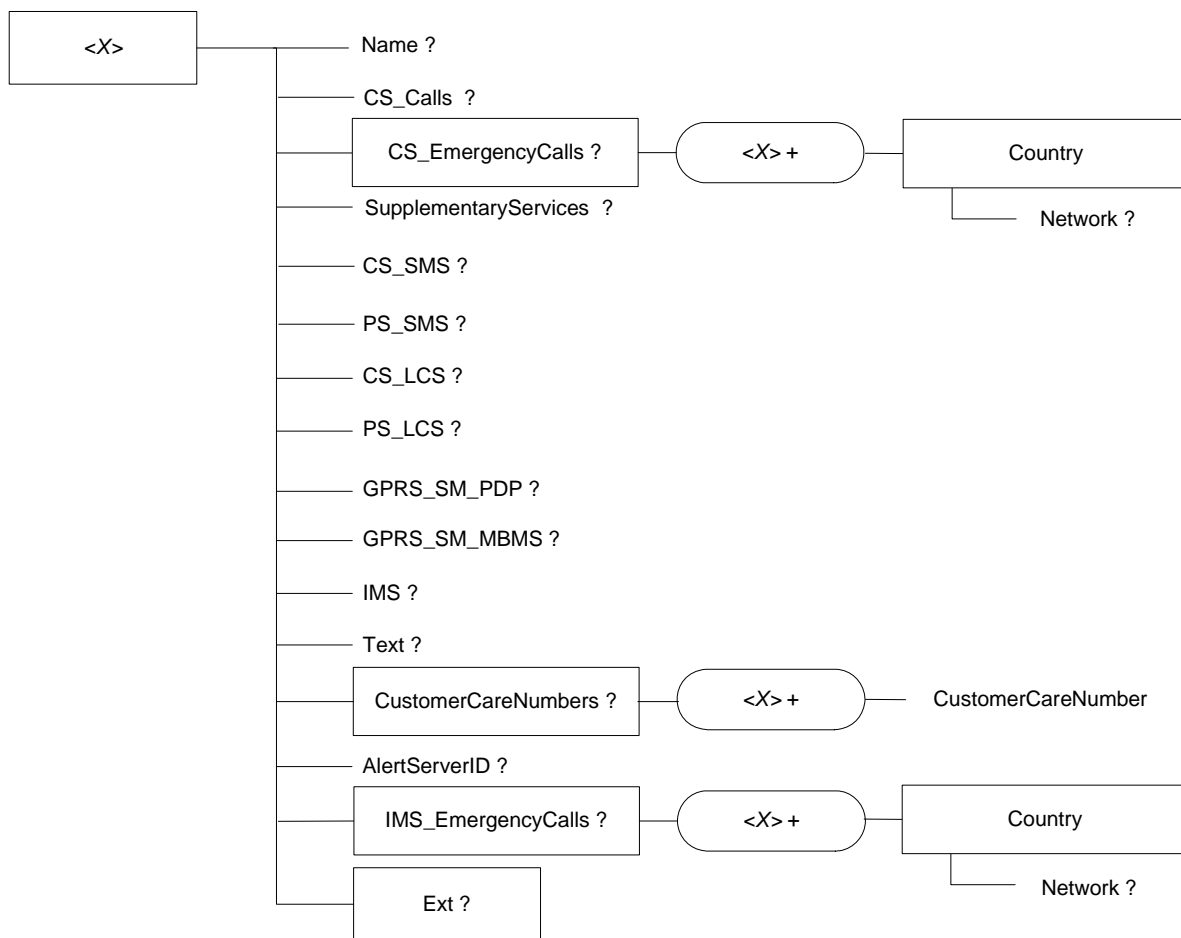 <X>
Name ?
CS_Calls ?
CS_EmergencyCalls ?
<X> +
Country
Network ?
SupplementaryServices ?
CS_SMS ?
PS_SMS ?
CS_LCS ?
PS_LCS ?
GPRS_SM_PDP ?
GPRS_SM_MBMS ?
IMS ?
Text ?
CustomerCareNumbers ?
<X> +
CustomerCareNumber
AlertServerID ?
IMS_EmergencyCalls ?
<X> +
Country
Network ?
Ext ?